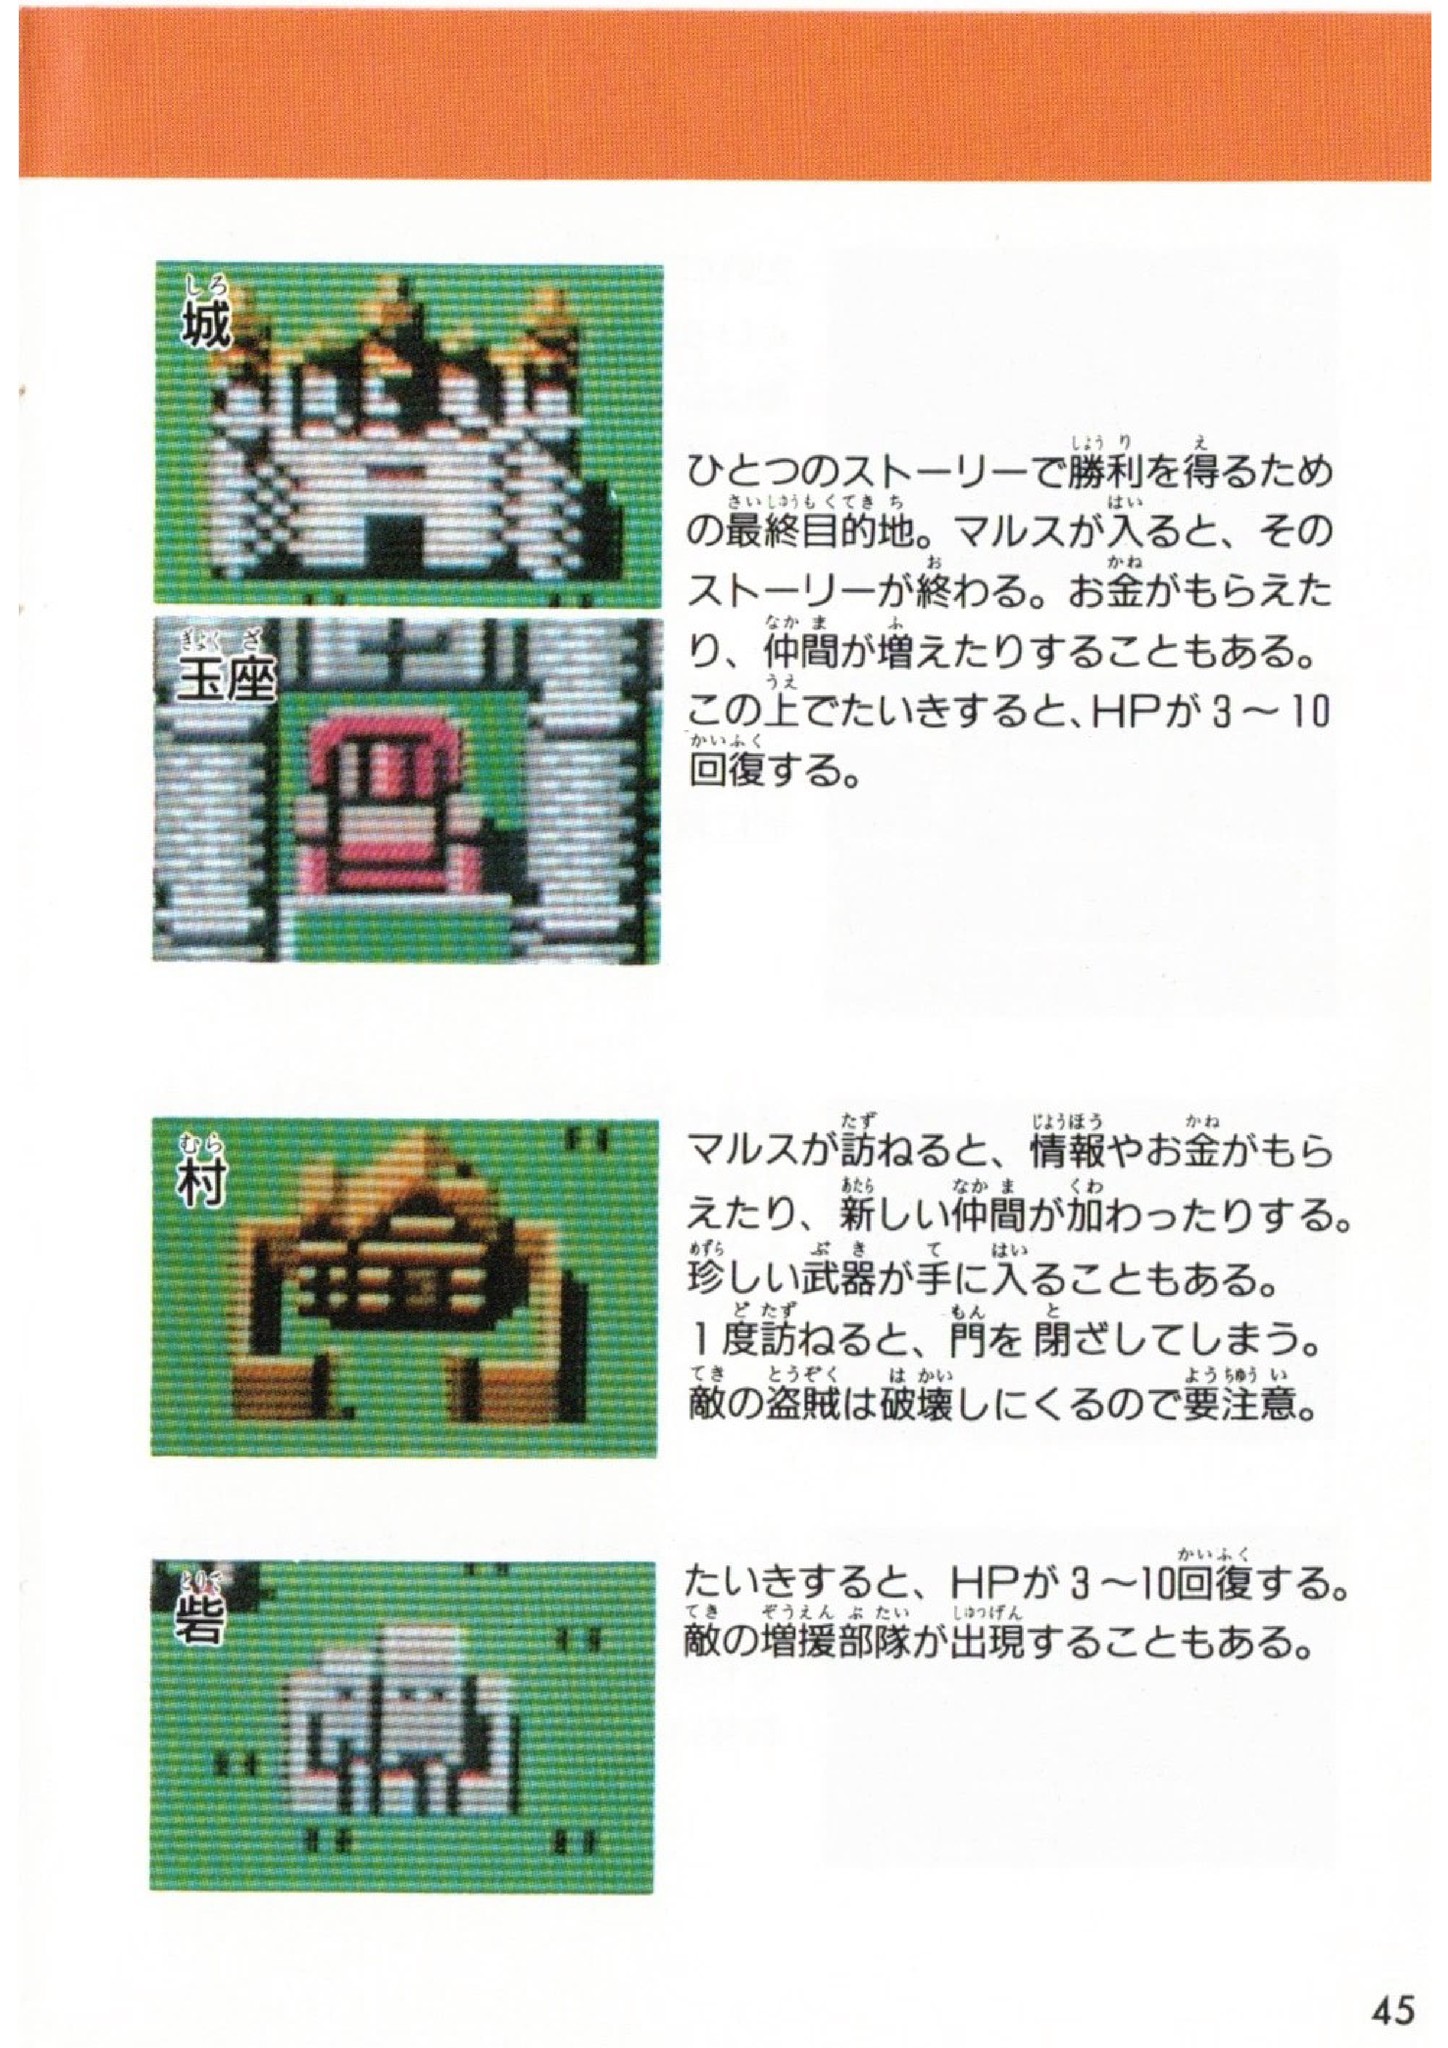 城
玉座
ひとつのストーリーで勝利を得るため
の最終目的地。マルスが入ると、その
ストーリーが終わる。お金がもらえた
り、仲間が増えたりすることもある。
この上でたいきすると、HPが3～10
回復する。
村
マルスが訪ねると、情報やお金がもら
えたり、新しい仲間が加わったりする。
珍しい武器が手に入ることもある。
1度訪ねると、門を閉ざしてしまう。
敵の盗賊は破壊しにくるので要注意。
砦
たいきすると、HPが3～10回復する。
敵の増援部隊が出現することもある。
45